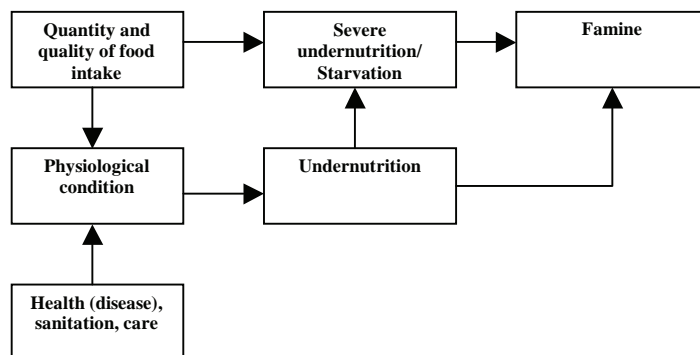 Quantity and
quality of food
intake
Severe
undernutrition/
Starvation
Famine
Physiological
condition
Undernutrition
Health (disease),
sanitation, care